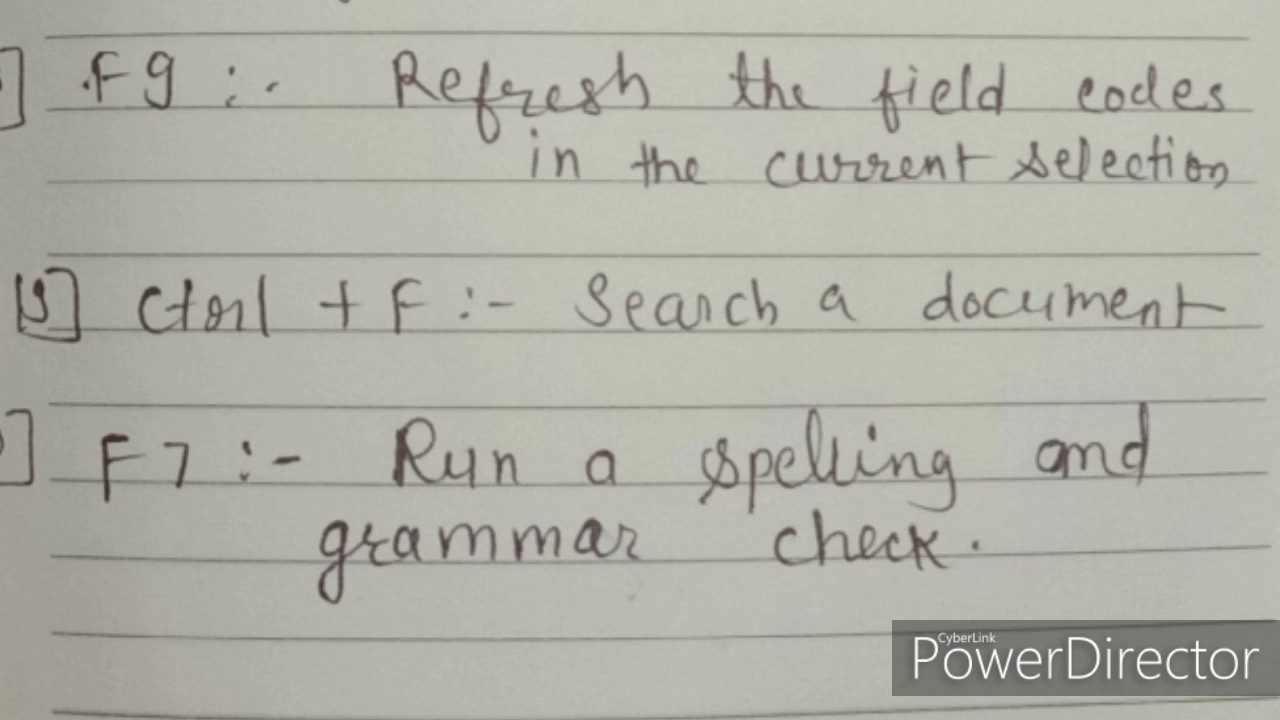 ] F9 :- Refresh the field codes
in the current selection
] Ctrl + F :- Search a document
] F7 :- Run a spelling and
grammar check.
CyberLink
PowerDirector